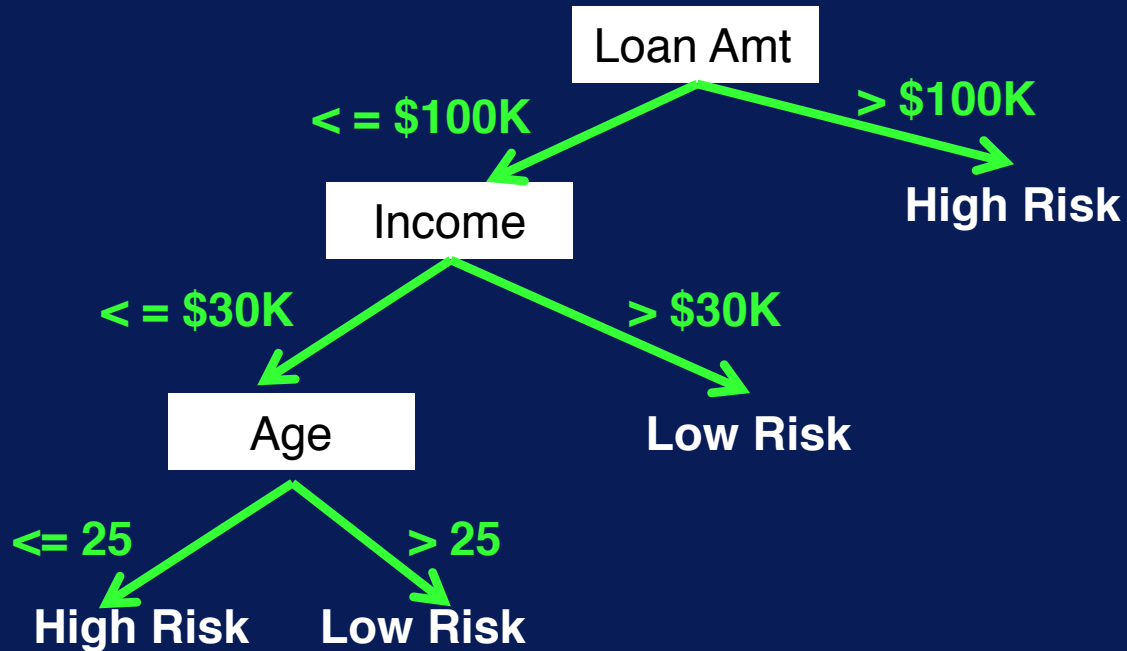 Loan Amt
< = $100K
> $100K
High Risk
Income
< = $30K
> $30K
Age
Low Risk
<= 25
> 25
High Risk
Low Risk